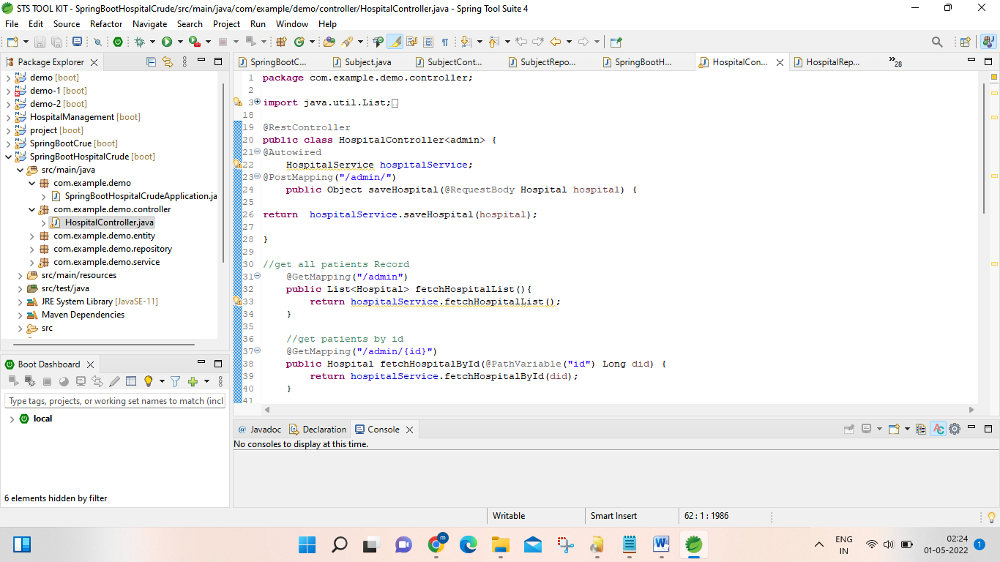 STS TOOL KIT - SpringBootHospitalCrude/src/main/java/com/example/demo/controller/HospitalController.java - Spring Tool Suite 4
File Edit Source Refactor Navigate Search Project Run Window Help
Package Explorer
demo [boot]
demo-1 [boot]
demo-2 [boot]
HospitalManagement [boot]
project [boot]
SpringBootCrue [boot]
SpringBootHospitalCrude [boot]
src/main/java
com.example.demo
SpringBootHospitalCrudeApplication.ja
com.example.demo.controller
HospitalController.java
com.example.demo.entity
com.example.demo.repository
com.example.demo.service
src/main/resources
src/test/java
JRE System Library [JavaSE-11]
Maven Dependencies
src
Boot Dashboard
Type tags, projects, or working set names to match (incl
local
6 elements hidden by filter
SpringBootC... Subject.java SubjectCont... SubjectRepo... SpringBootH... HospitalCon... HospitalRep... »28
1 package com.example.demo.controller;
2
3 import java.util.List;
18
19 @RestController
20 public class HospitalController<admin> {
21 @Autowired
22 HospitalService hospitalService;
23 @PostMapping("/admin/")
24 public Object saveHospital(@RequestBody Hospital hospital) {
25
26 return hospitalService.saveHospital(hospital);
27
28 }
29
30 //get all patients Record
31 @GetMapping("/admin")
32 public List<Hospital> fetchHospitalList(){
33 return hospitalService.fetchHospitalList();
34 }
35
36 //get patients by id
37 @GetMapping("/admin/{id}")
38 public Hospital fetchHospitalById(@PathVariable("id") Long did) {
39 return hospitalService.fetchHospitalById(did);
40 }
41
@ Javadoc Declaration Console
No consoles to display at this time.
Writable Smart Insert 62 : 1 : 1986
m
ENG
IN
02:24
01-05-2022
1